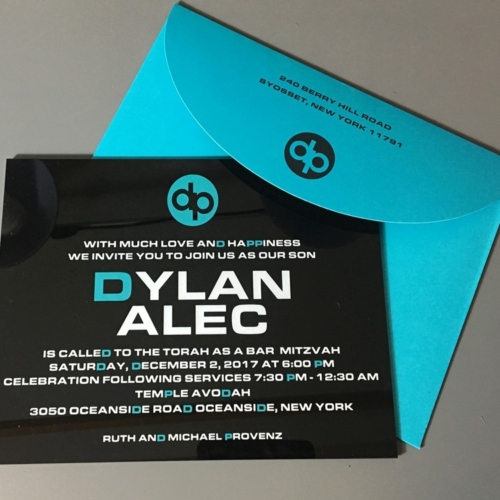 240 BERRY HILL ROAD
SYOSSET, NEW YORK 11791
dp
dp
WITH MUCH LOVE AND HAPPINESS
WE INVITE YOU TO JOIN US AS OUR SON
DYLAN
ALEC
IS CALLED TO THE TORAH AS A BAR MITZVAH
SATURDAY, DECEMBER 2, 2017 AT 6:00 PM
CELEBRATION FOLLOWING SERVICES 7:30 PM - 12:30 AM
TEMPLE AVODAH
3050 OCEANSIDE ROAD OCEANSIDE, NEW YORK
RUTH AND MICHAEL PROVENZ